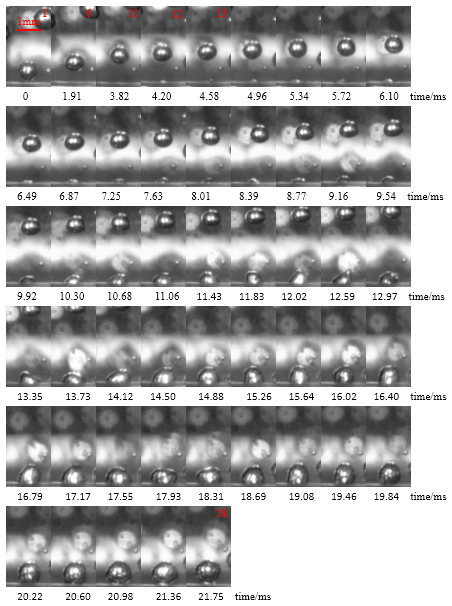 1mm 1
0 1.91 3.82 4.20 4.58 4.96 5.34 5.72 6.10 time/ms
6.49 6.87 7.25 7.63 8.01 8.39 8.77 9.16 9.54 time/ms
9.92 10.30 10.68 11.06 11.43 11.83 12.02 12.59 12.97 time/ms
13.35 13.73 14.12 14.50 14.88 15.26 15.64 16.02 16.40 time/ms
16.79 17.17 17.55 17.93 18.31 18.69 19.08 19.46 19.84 time/ms
20.22 20.60 20.98 21.36 21.75 time/ms